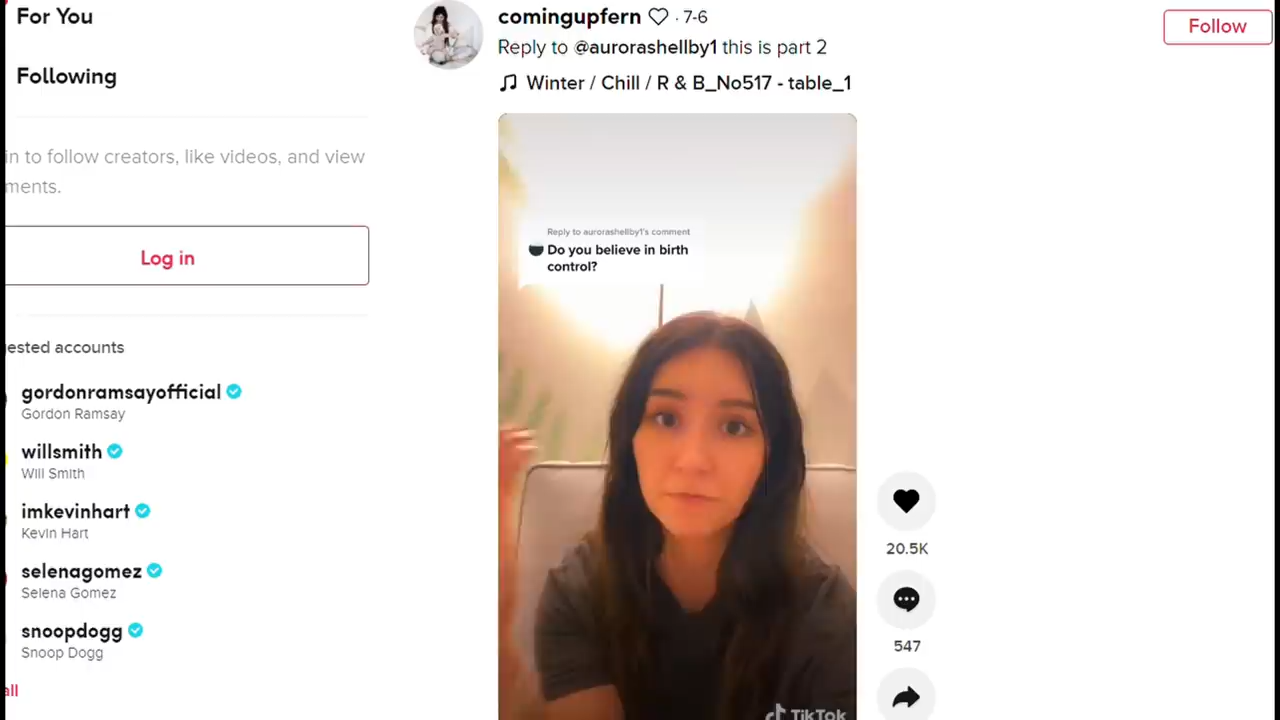 For You
Following
in to follow creators, like videos, and view
ments.
Log in
ested accounts
gordonramsayofficial
Gordon Ramsay
willsmith
Will Smith
imkevinhart
Kevin Hart
selenagomez
Selena Gomez
snoopdogg
Snoop Dogg
all
comingupfern ♡ · 7-6
Reply to @aurorashellby1 this is part 2
Winter / Chill / R & B_No517 - table_1
Follow
Reply to aurorashellby1's comment
Do you believe in birth
control?
TikTok
20.5K
547